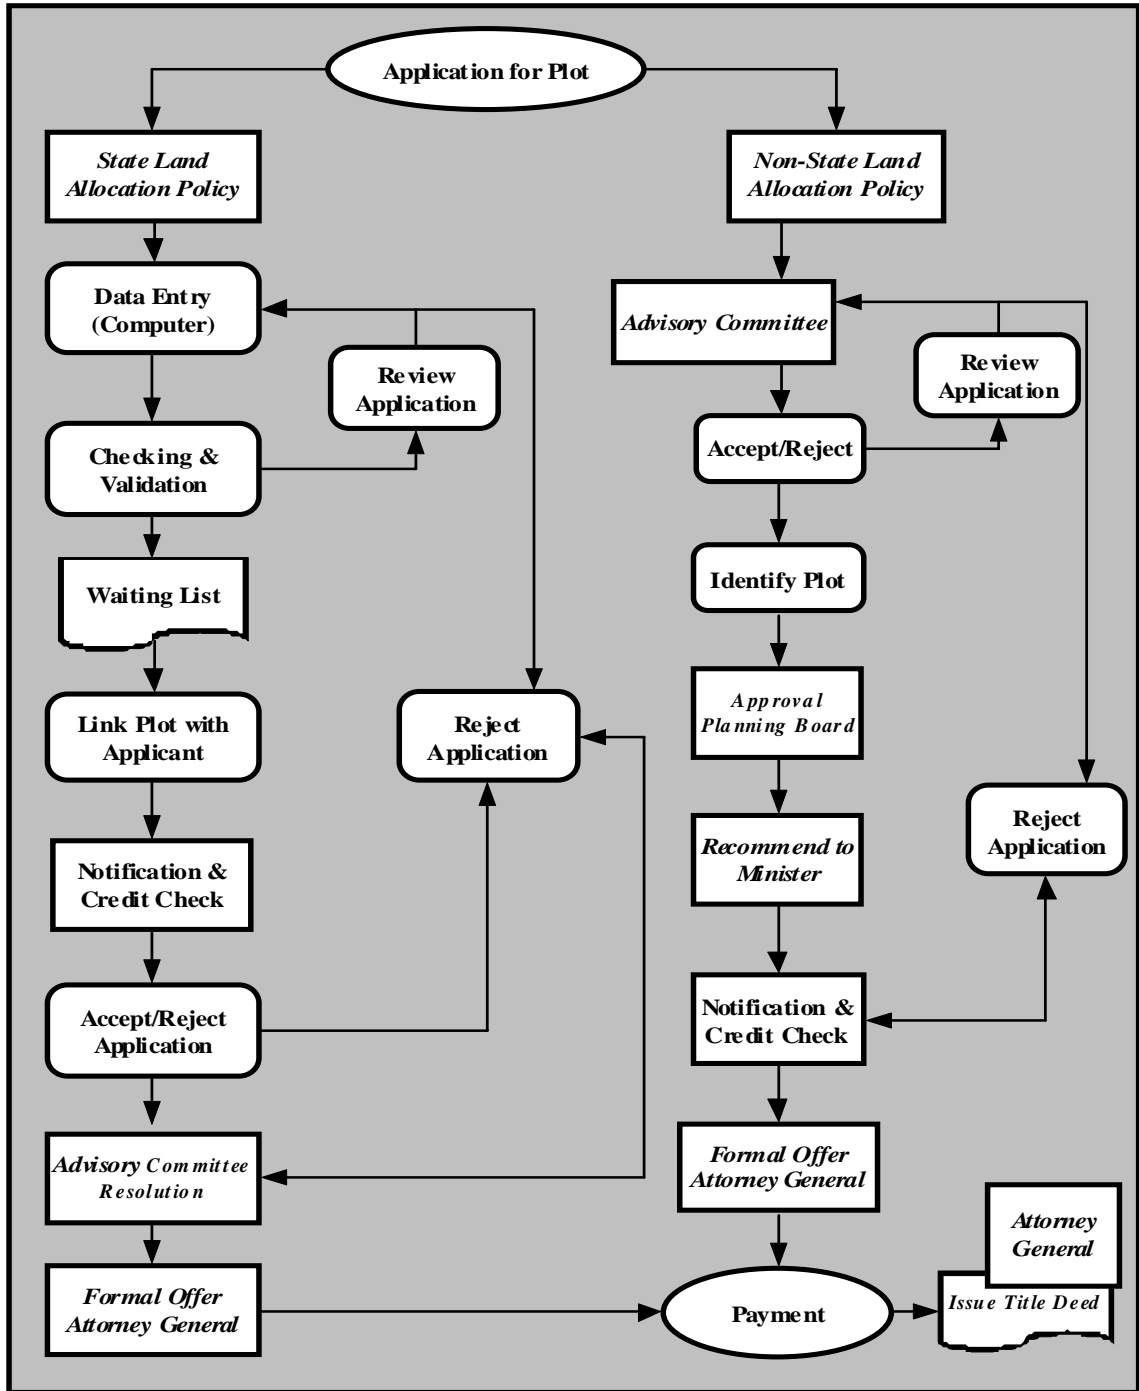 Application for Plot
State Land
Allocation Policy
Data Entry
(Computer)
Review
Application
Checking &
Validation
Waiting List
Link Plot with
Applicant
Reject
Application
Notification &
Credit Check
Accept/Reject
Application
Advisory Committee
Resolution
Formal Offer
Attorney General
Non-State Land
Allocation Policy
Advisory Committee
Review
Application
Accept/Reject
Identify Plot
Approval
Planning Board
Recommend to
Minister
Reject
Application
Notification &
Credit Check
Formal Offer
Attorney General
Payment
Attorney
General
Issue Title Deed